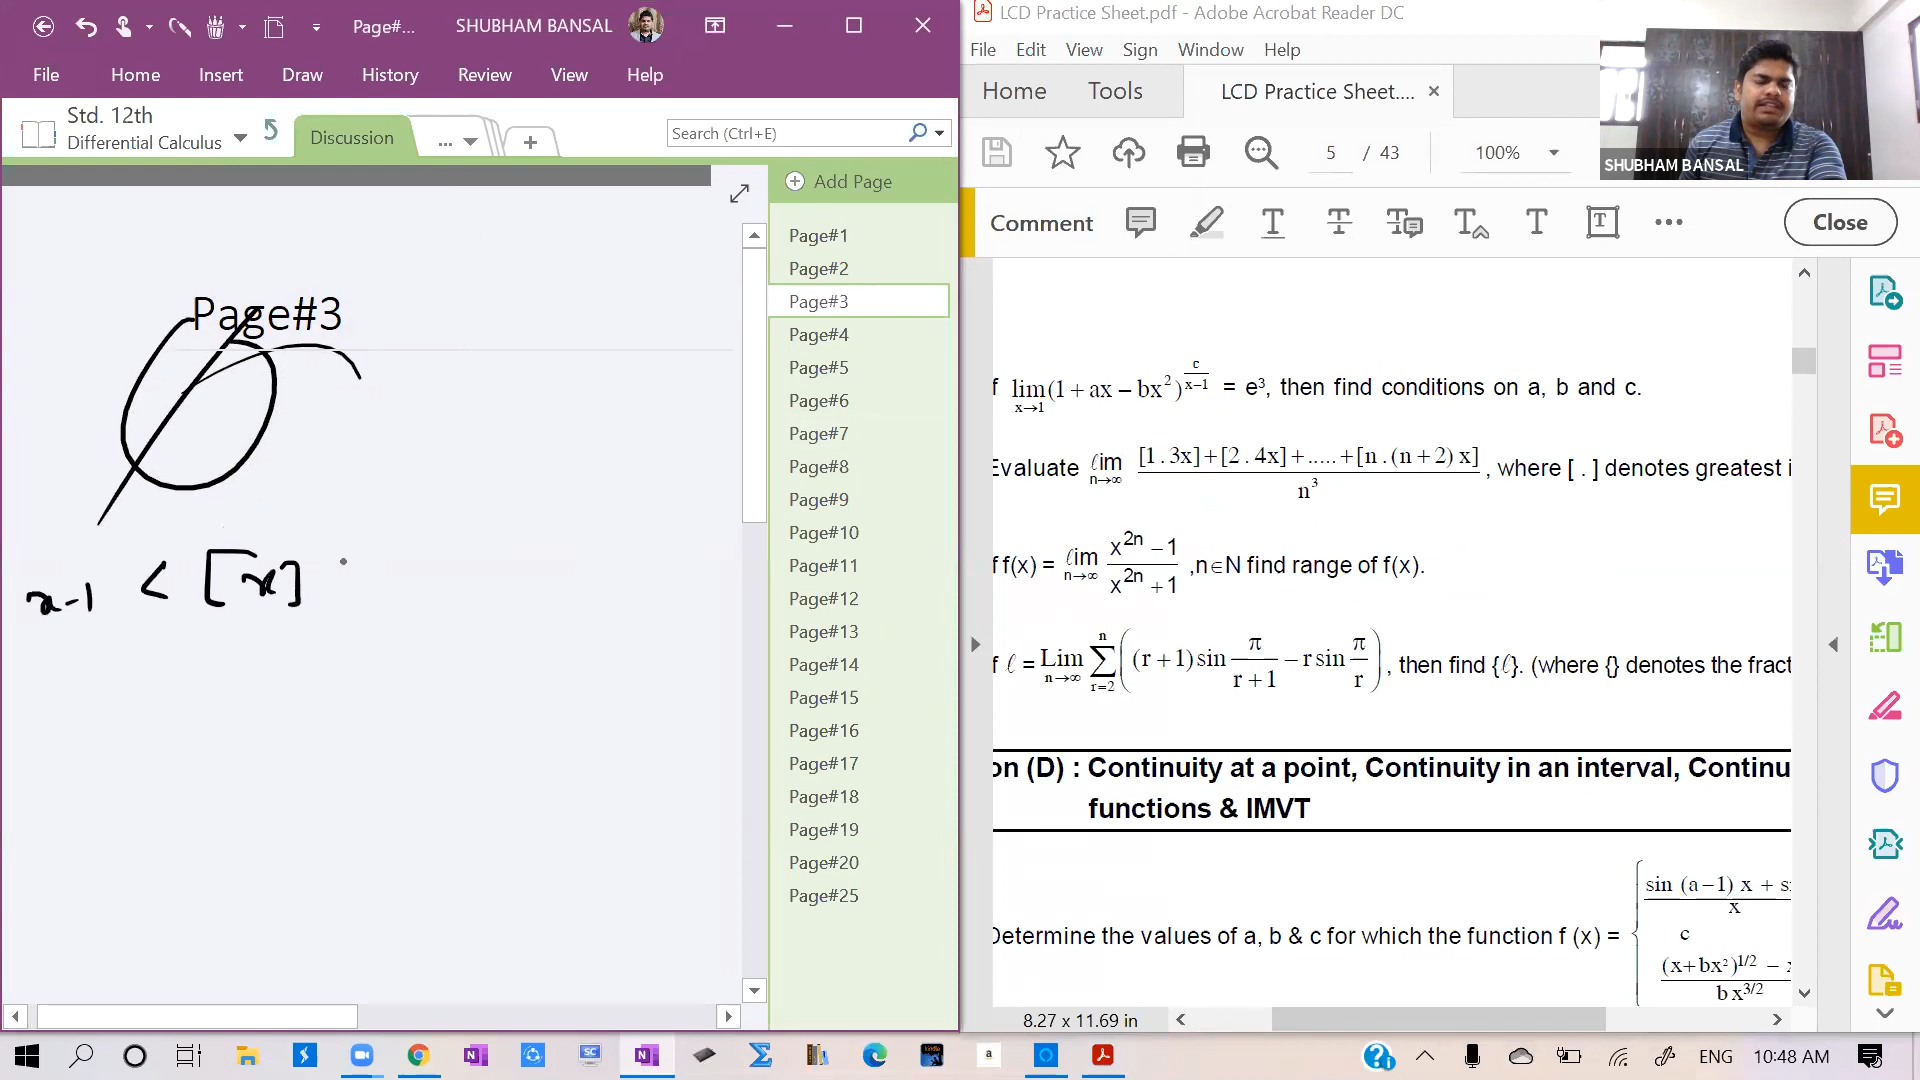 Page#...
SHUBHAM BANSAL
File Home Insert Draw History Review View Help
Std. 12th
Differential Calculus
Discussion
...
Search (Ctrl+E)
Add Page
Page#3
x-1 < [x]
Page#1
Page#2
Page#3
Page#4
Page#5
Page#6
Page#7
Page#8
Page#9
Page#10
Page#11
Page#12
Page#13
Page#14
Page#15
Page#16
Page#17
Page#18
Page#19
Page#20
Page#25
LCD Practice Sheet.pdf - Adobe Acrobat Reader DC
File Edit View Sign Window Help
Home Tools LCD Practice Sheet....
5 / 43 100%
SHUBHAM BANSAL
Comment Close
f lim x→1 (1 + ax – bx²)^(c/(x–1)) = e³, then find conditions on a, b and c.
Evaluate ℓim n→∞ ([1 . 3x] + [2 . 4x] + ..... + [n . (n + 2) x]) / n³ , where [ . ] denotes greatest i
f f(x) = ℓim n→∞ (x²ⁿ – 1)/(x²ⁿ + 1) ,n∈N find range of f(x).
f ℓ = Lim n→∞ ∑ r=2 n ((r + 1) sin π/(r + 1) – r sin π/r), then find {ℓ}. (where {} denotes the fract
on (D) : Continuity at a point, Continuity in an interval, Continu
functions & IMVT
Determine the values of a, b & c for which the function f (x) =
sin (a–1) x + s
x
c
(x+bx²)^1/2 –
b x^3/2
8.27 x 11.69 in
ENG 10:48 AM